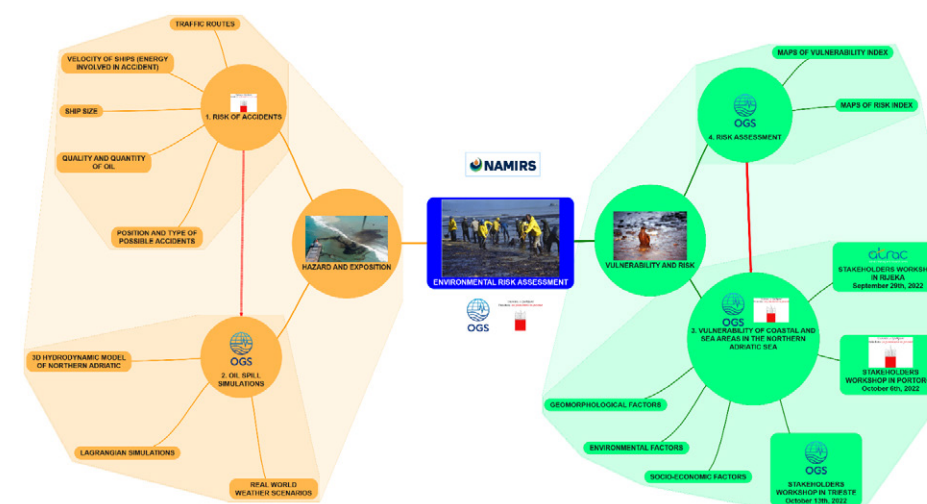 TRAFFIC ROUTES
VELOCITY OF SHIPS (ENERGY
INVOLVED IN ACCIDENT)
SHIP SIZE
QUALITY AND QUANTITY
OF OIL
POSITION AND TYPE OF
POSSIBLE ACCIDENTS
1. RISK OF ACCIDENTS
HAZARD AND EXPOSITION
OGS
2. OIL SPILL
SIMULATIONS
3D HYDRODYNAMIC MODEL
OF NORTHERN ADRIATIC
LAGRANGIAN SIMULATIONS
REAL WORLD
WEATHER SCENARIOS
NAMIRS
ENVIRONMENTAL RISK ASSESSMENT
OGS
MAPS OF VULNERABILITY INDEX
MAPS OF RISK INDEX
OGS
4. RISK ASSESSMENT
VULNERABILITY AND RISK
OGS
3. VULNERABILITY OF COASTAL AND
SEA AREAS IN THE NORTHERN
ADRIATIC SEA
atrac
STAKEHOLDERS WORKSH
IN RIJEKA
September 29th, 2022
STAKEHOLDERS
WORKSHOP IN PORTOR
October 6th, 2022
GEOMORPHOLOGICAL FACTORS
ENVIRONMENTAL FACTORS
SOCIO-ECONOMIC FACTORS
OGS
STAKEHOLDERS
WORKSHOP IN TRIESTE
October 13th, 2022